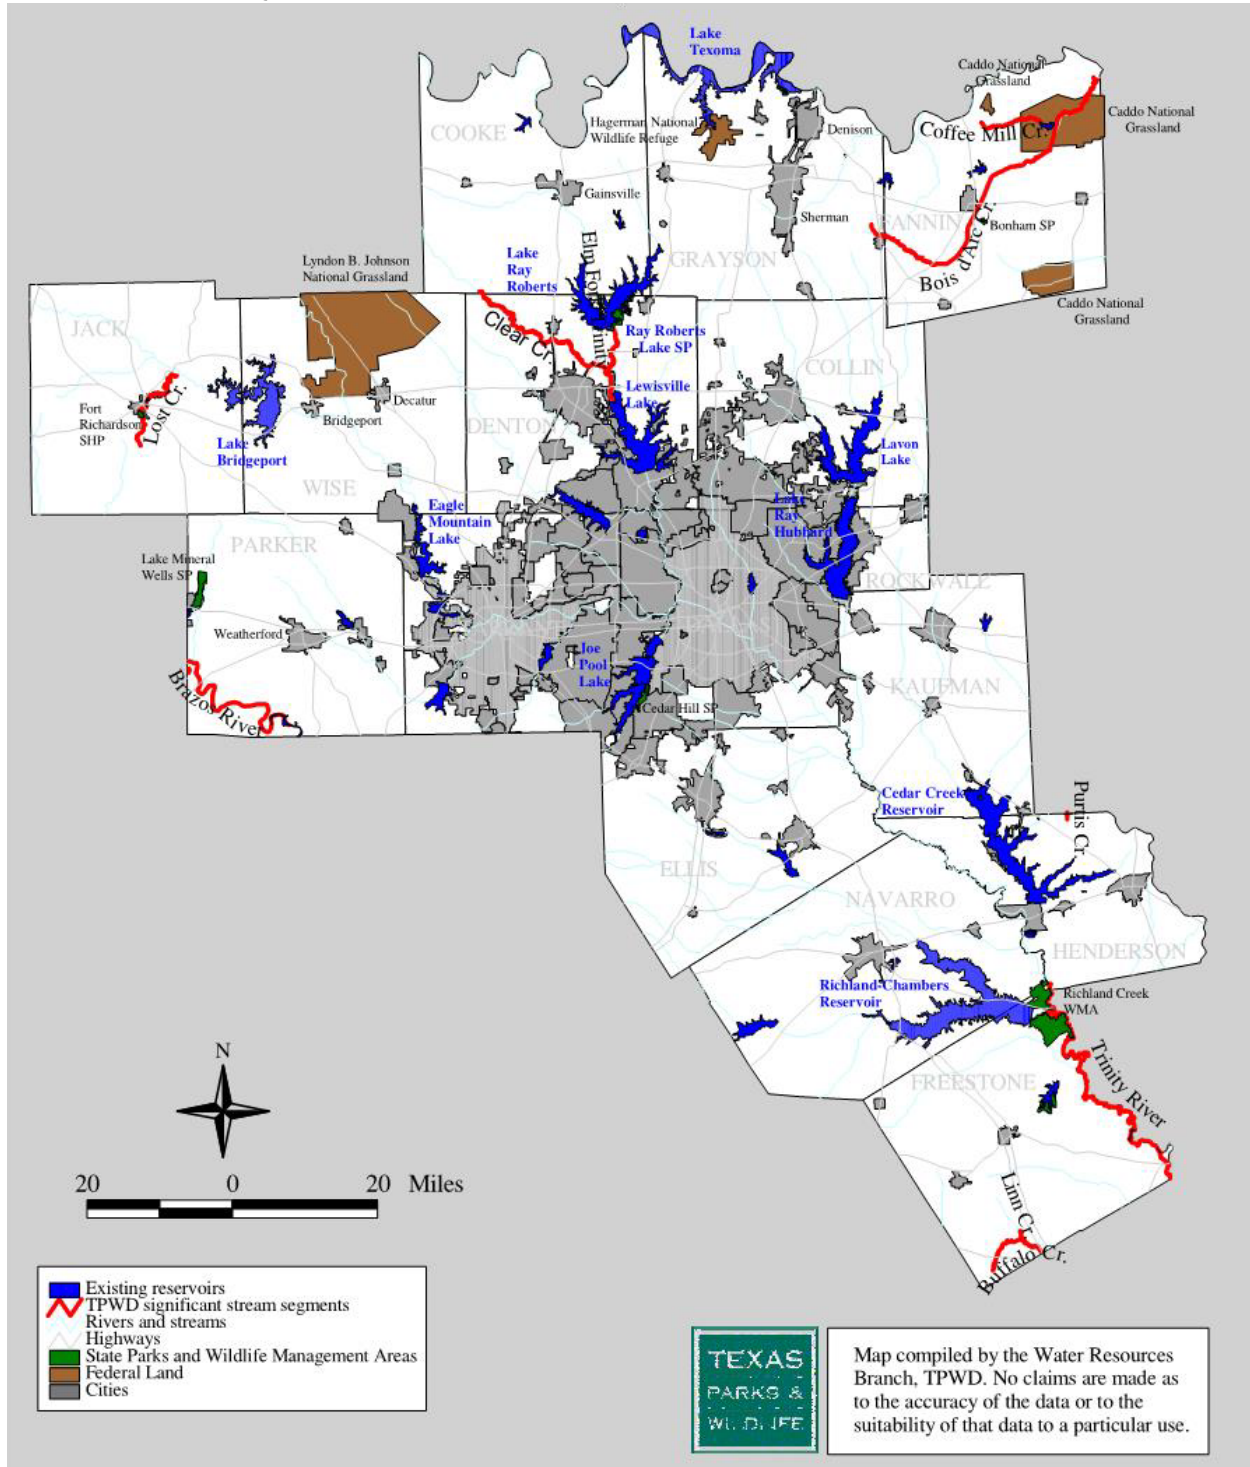 Lake
Texoma
Caddo National
Grassland
COOKE
Hagerman National
Wildlife Refuge
Denison
Coffee Mill Cr.
Caddo National
Grassland
Gainsville
Sherman
FANNIN
Bonham SP
Bois d'Arc Cr.
Lyndon B. Johnson
National Grassland
Lake
Ray
Roberts
GRAYSON
Caddo National
Grassland
JACK
Clear Cr.
Ray Roberts
Lake SP
COLLIN
Fort
Richardson
SHP
Lost Cr.
Decatur
Bridgeport
Lewisville
Lake
DENTON
Lake
Bridgeport
Lavon
Lake
WISE
Eagle
Mountain
Lake
Lake
Ray
Hubbard
PARKER
Lake Mineral
Wells SP
ROCKWALL
Weatherford
Joe
Pool
Lake
KAUFMAN
Brazos River
Cedar Hill SP
Cedar Creek
Reservoir
Purtis Cr.
ELLIS
NAVARRO
HENDERSON
Richland-Chambers
Reservoir
Richland Creek
WMA
N
FREESTONE
Trinity River
20 0 20 Miles
Linn Cr.
Buffalo Cr.
Existing reservoirs
TPWD significant stream segments
Rivers and streams
Highways
State Parks and Wildlife Management Areas
Federal Land
Cities
TEXAS
PARKS &
WILDLIFE
Map compiled by the Water Resources
Branch, TPWD. No claims are made as
to the accuracy of the data or to the
suitability of that data to a particular use.